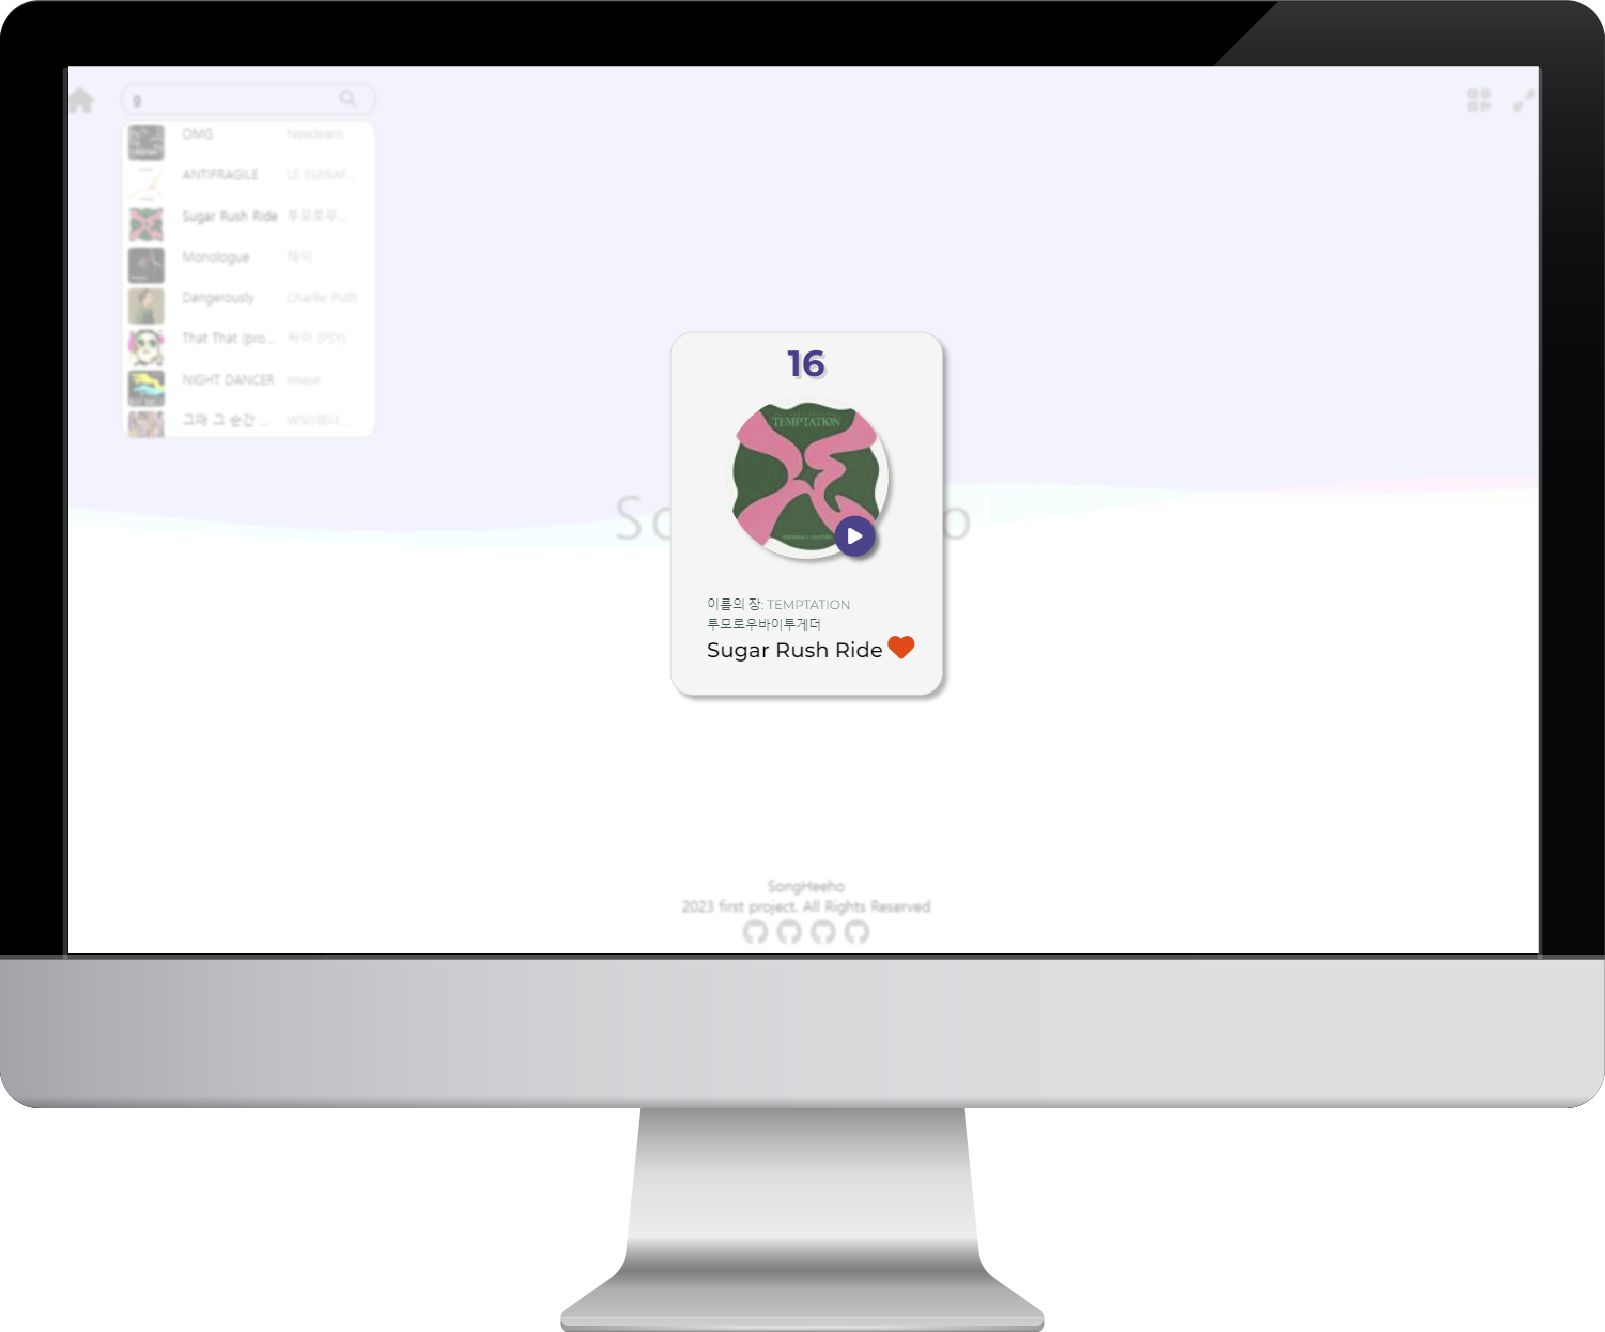 g
OMG NewJeans
ANTIFRAGILE LE SSERAF...
Sugar Rush Ride 투모로우...
Monologue 테이
Dangerously Charlie Puth
That That (pro... 싸이 (PSY)
NIGHT DANCER imase
그때 그 순간 ... WSG워너...
16
TEMPTATION
이름의 장: TEMPTATION
투모로우바이투게더
Sugar Rush Ride
SongHeeho
2023 first project. All Rights Reserved